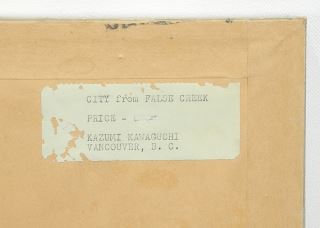 CITY from FALSE CREEK
PRICE -
KAZUMI KAWAGUCHI
VANCOUVER, B. C.